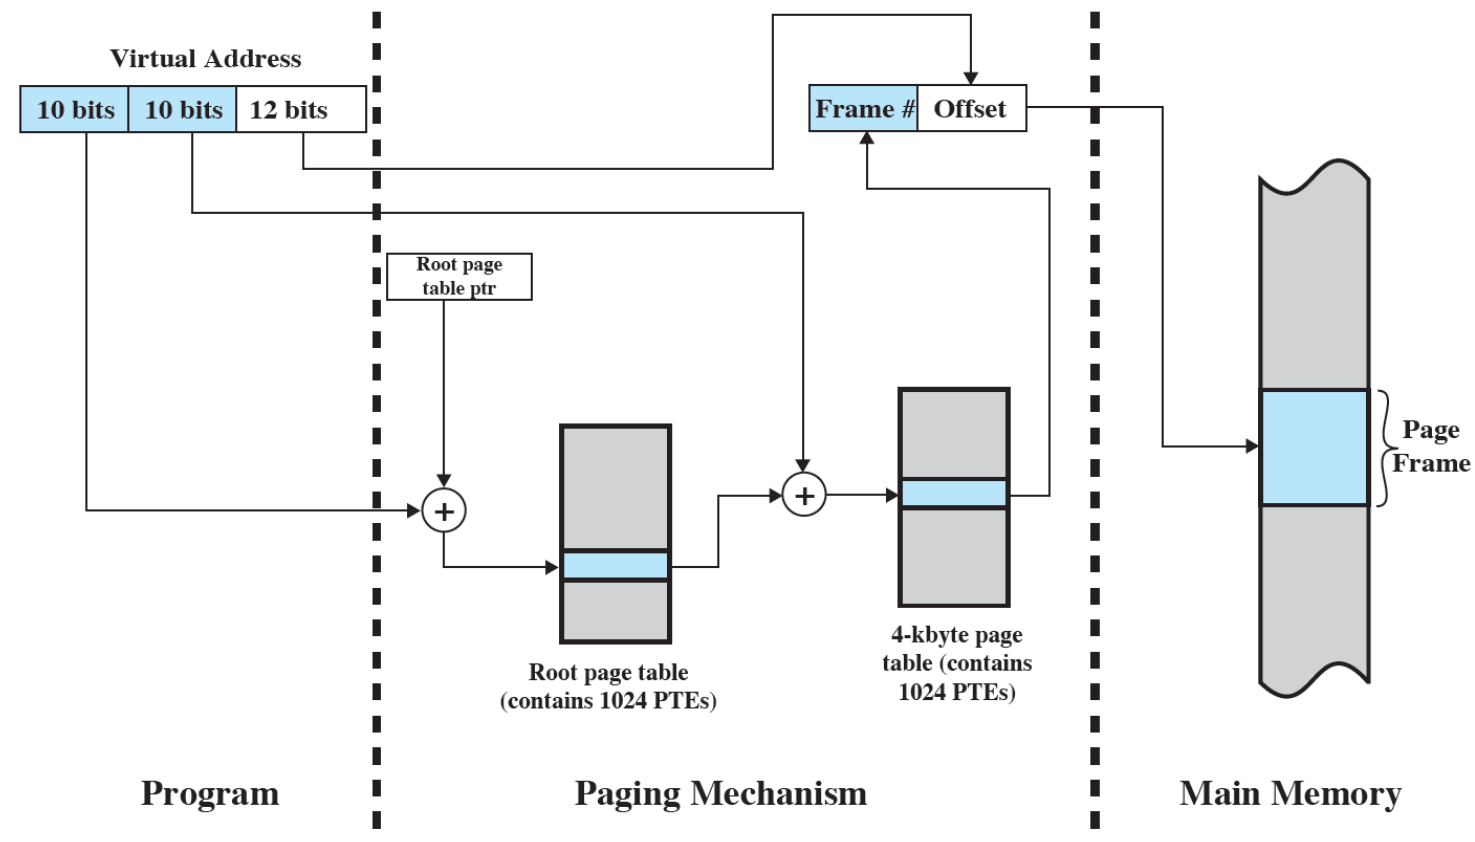 Virtual Address
10 bits 10 bits 12 bits
Frame # Offset
Root page
table ptr
+
+
Page
Frame
Root page table
(contains 1024 PTEs)
4-kbyte page
table (contains
1024 PTEs)
Program
Paging Mechanism
Main Memory